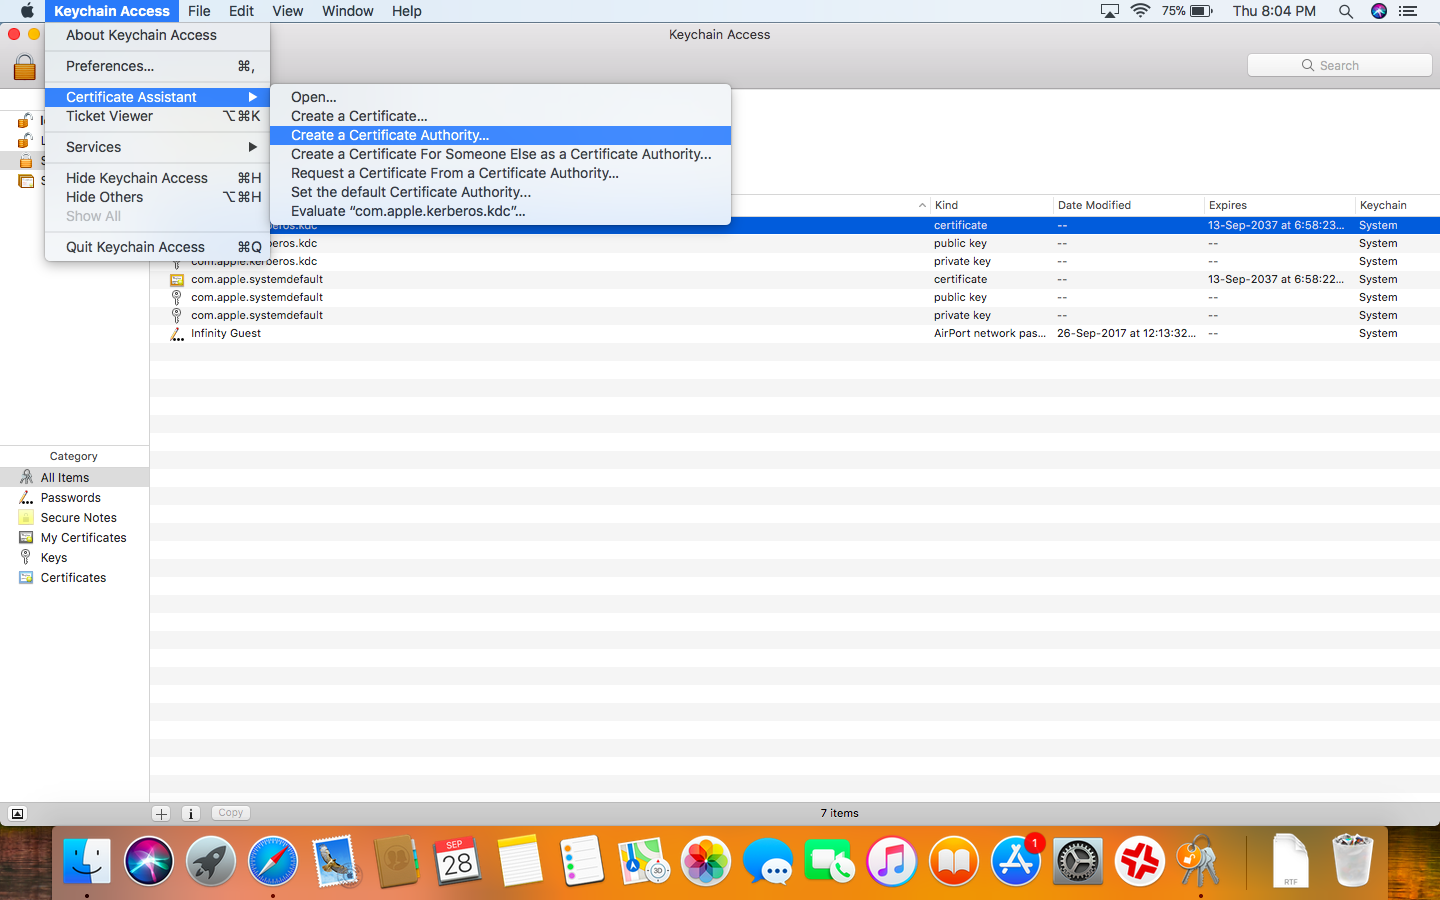 Keychain Access File Edit View Window Help 75% Thu 8:04 PM
Keychain Access
About Keychain Access
Preferences... ⌘,
Search
Certificate Assistant ▶
Ticket Viewer ⌥⌘K
Services ▶
Hide Keychain Access ⌘H
Hide Others ⌥⌘H
Show All
Quit Keychain Access ⌘Q
Open...
Create a Certificate...
Create a Certificate Authority...
Create a Certificate For Someone Else as a Certificate Authority...
Request a Certificate From a Certificate Authority...
Set the default Certificate Authority...
Evaluate “com.apple.kerberos.kdc”...
Kind Date Modified Expires Keychain
certificate -- 13-Sep-2037 at 6:58:23... System
public key -- -- System
com.apple.kerberos.kdc private key -- -- System
com.apple.systemdefault certificate -- 13-Sep-2037 at 6:58:22... System
com.apple.systemdefault public key -- -- System
com.apple.systemdefault private key -- -- System
Infinity Guest AirPort network pas... 26-Sep-2017 at 12:13:32... -- System
Category
All Items
Passwords
Secure Notes
My Certificates
Keys
Certificates
Copy
7 items
SEP
28
3D
1
RTF